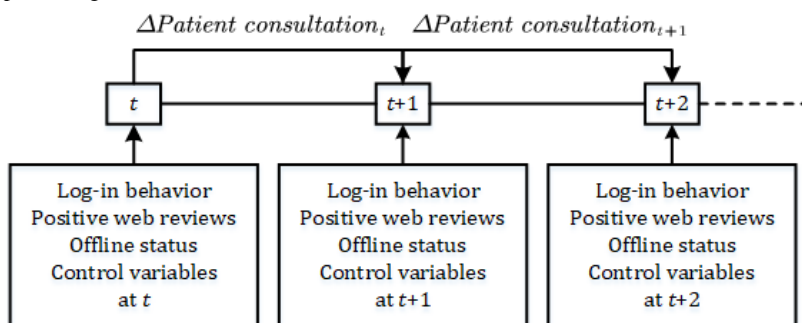 ΔPatient consultationₜ ΔPatient consultationₜ₊₁
t t+1 t+2
Log-in behavior
Positive web reviews
Offline status
Control variables
at t
Log-in behavior
Positive web reviews
Offline status
Control variables
at t+1
Log-in behavior
Positive web reviews
Offline status
Control variables
at t+2